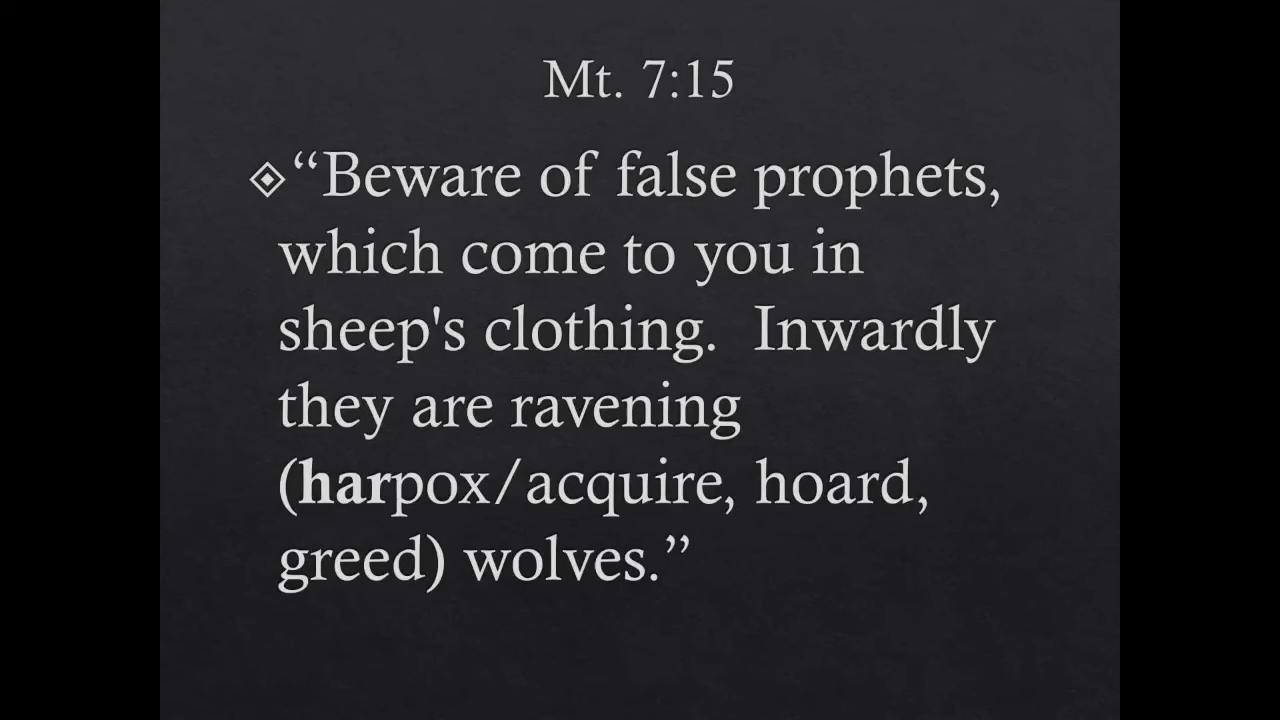 Mt. 7:15
“Beware of false prophets,
which come to you in
sheep's clothing.  Inwardly
they are ravening
(harpox/acquire, hoard,
greed) wolves.”